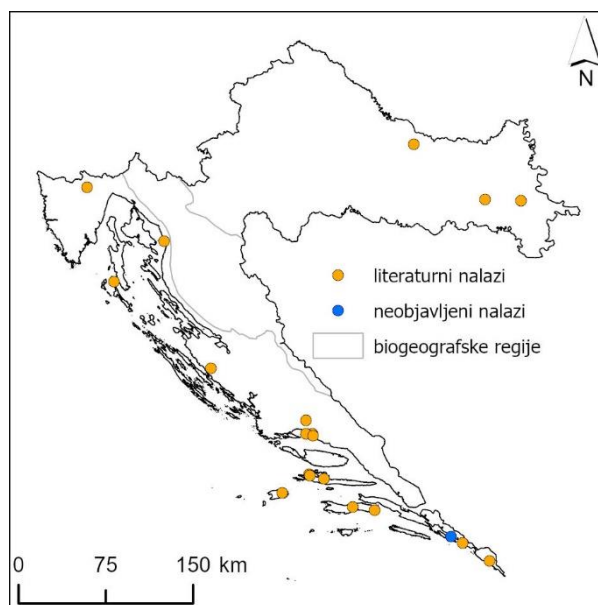 N
literaturni nalazi
neobjavljeni nalazi
biogeografske regije
0 75 150 km